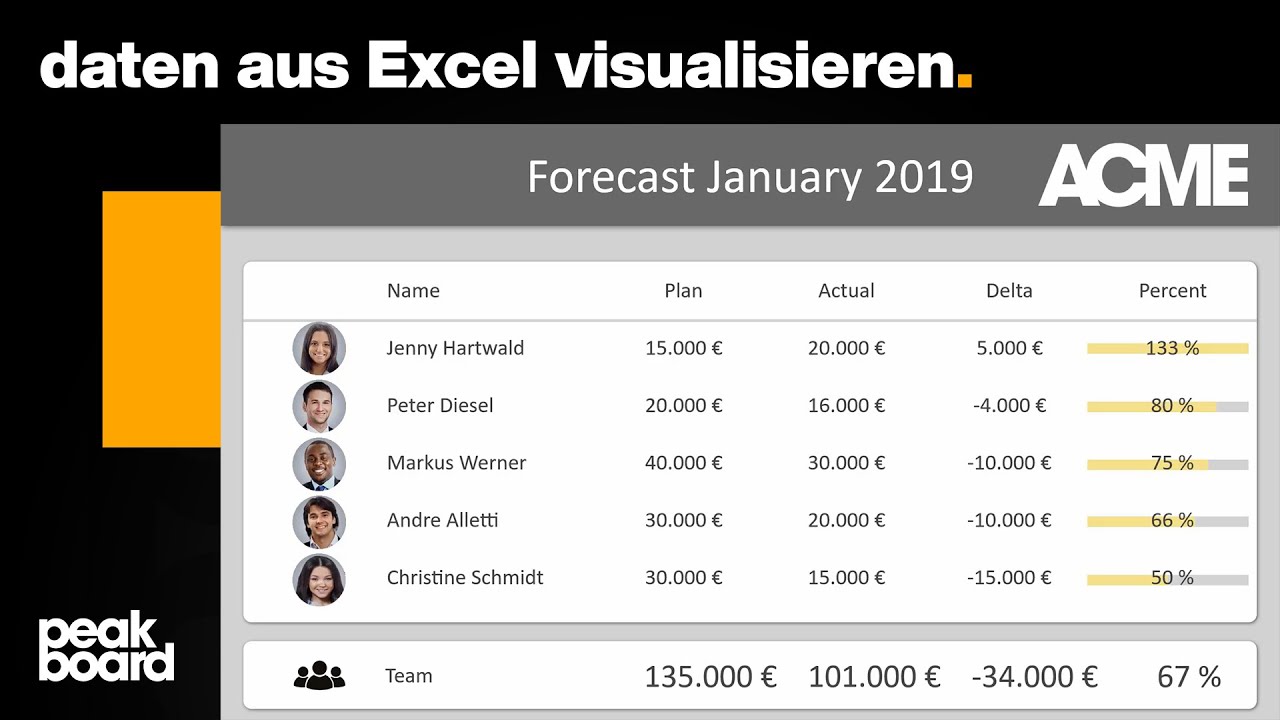 daten aus Excel visualisieren.
Forecast January 2019 ACME
Name Plan Actual Delta Percent
Jenny Hartwald 15.000 € 20.000 € 5.000 € 133 %
Peter Diesel 20.000 € 16.000 € -4.000 € 80 %
Markus Werner 40.000 € 30.000 € -10.000 € 75 %
Andre Alletti 30.000 € 20.000 € -10.000 € 66 %
Christine Schmidt 30.000 € 15.000 € -15.000 € 50 %
Team 135.000 € 101.000 € -34.000 € 67 %
peak
board